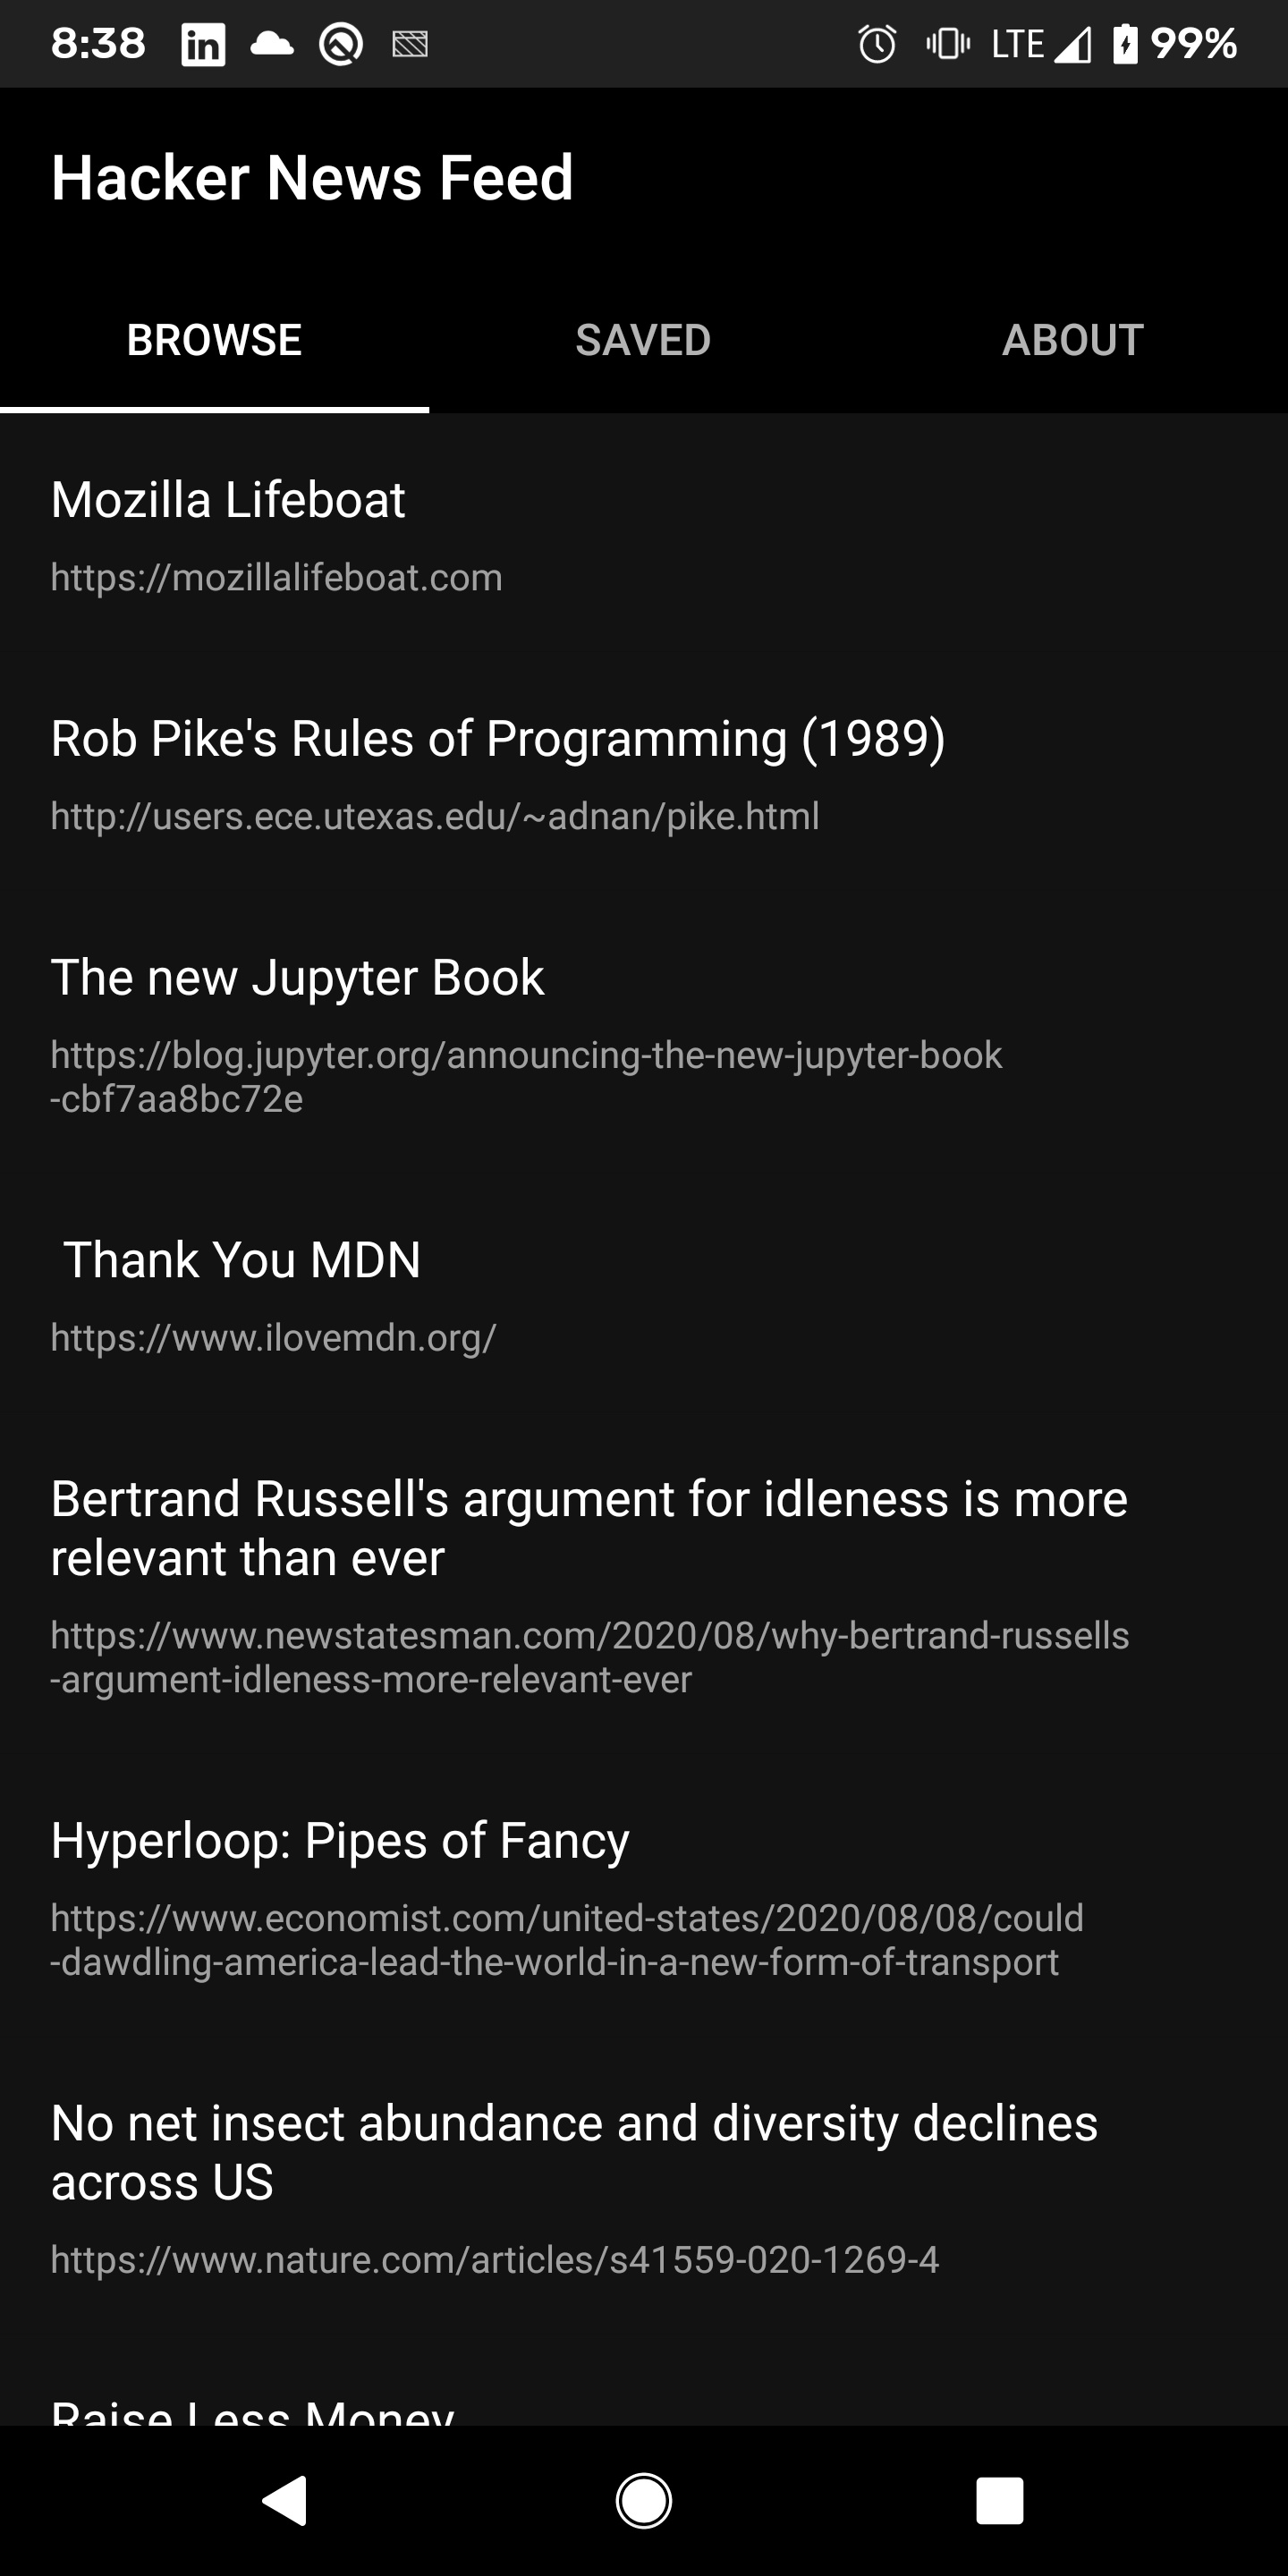 8:38 in LTE 99%
Hacker News Feed
BROWSE SAVED ABOUT
Mozilla Lifeboat
https://mozillalifeboat.com
Rob Pike's Rules of Programming (1989)
http://users.ece.utexas.edu/~adnan/pike.html
The new Jupyter Book
https://blog.jupyter.org/announcing-the-new-jupyter-book
-cbf7aa8bc72e
Thank You MDN
https://www.ilovemdn.org/
Bertrand Russell's argument for idleness is more
relevant than ever
https://www.newstatesman.com/2020/08/why-bertrand-russells
-argument-idleness-more-relevant-ever
Hyperloop: Pipes of Fancy
https://www.economist.com/united-states/2020/08/08/could
-dawdling-america-lead-the-world-in-a-new-form-of-transport
No net insect abundance and diversity declines
across US
https://www.nature.com/articles/s41559-020-1269-4
Raise Less Money